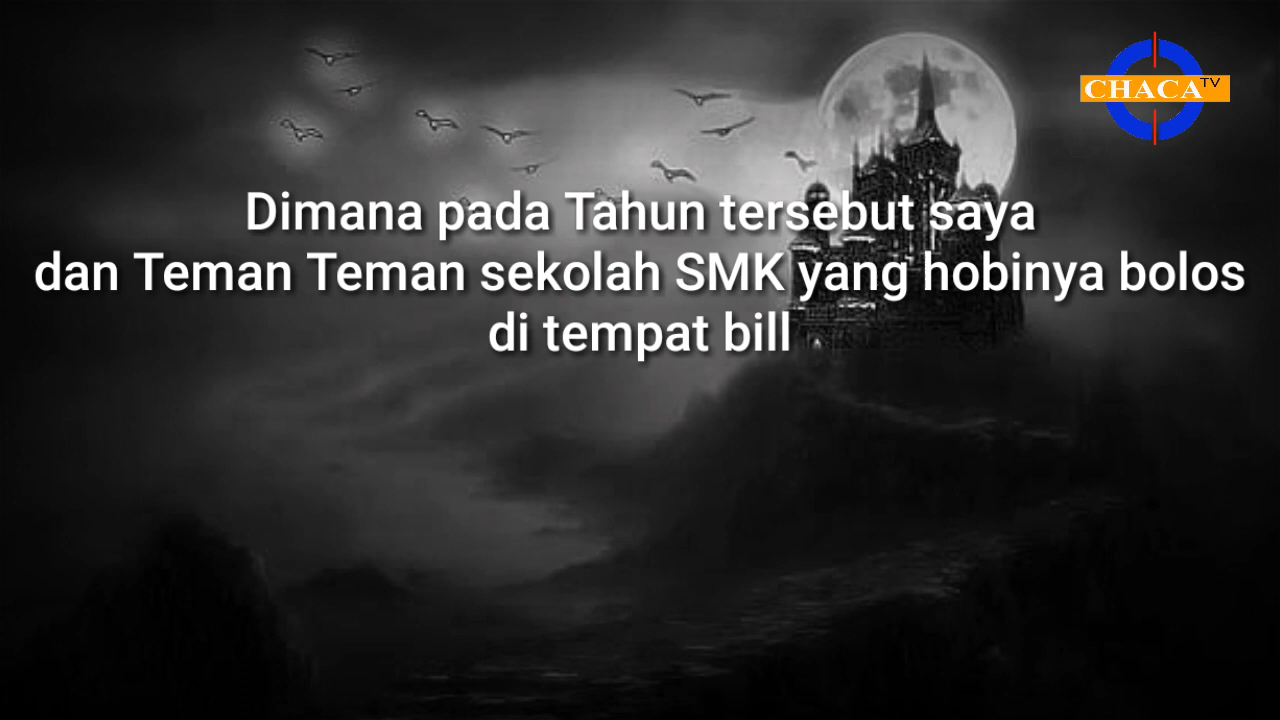 CHACA TV
Dimana pada Tahun tersebut saya
dan Teman Teman sekolah SMK yang hobinya bolos
di tempat bill